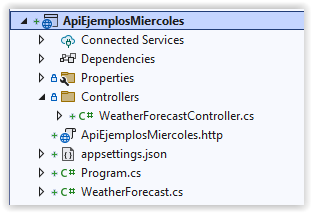 ApiEjemplosMiercoles
Connected Services
Dependencies
Properties
Controllers
C# WeatherForecastController.cs
ApiEjemplosMiercoles.http
appsettings.json
C# Program.cs
C# WeatherForecast.cs